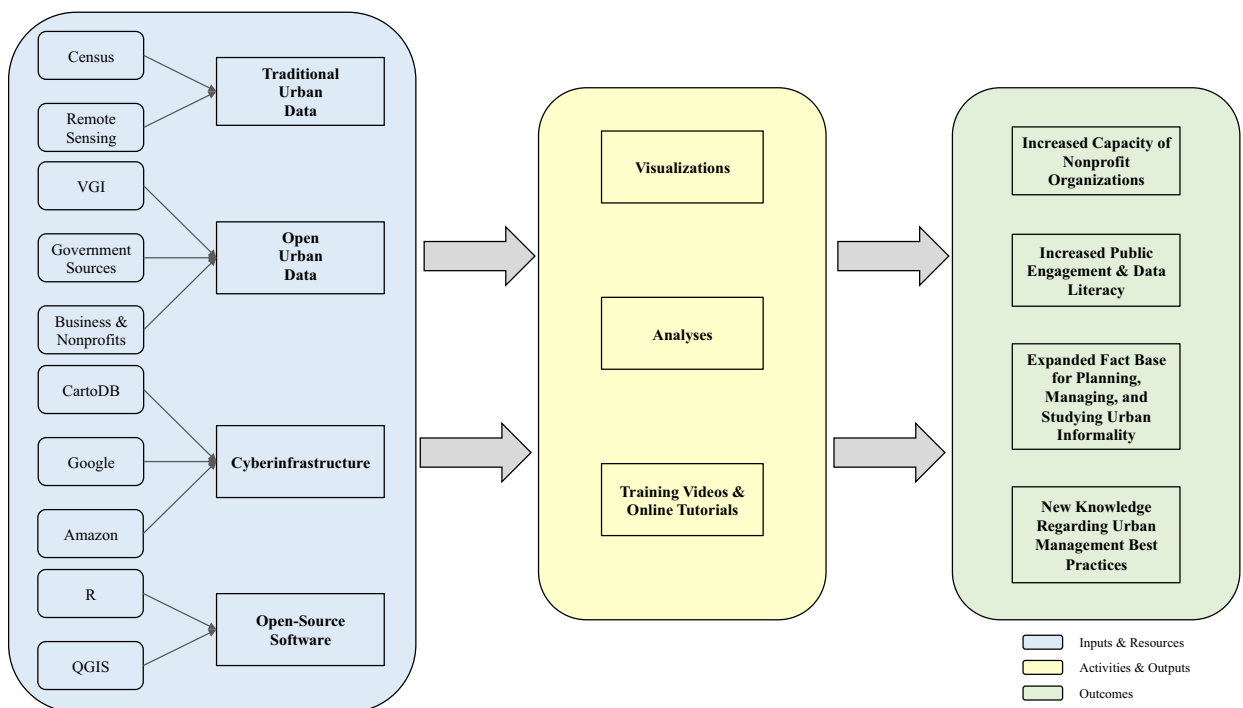 Census
Remote
Sensing
VGI
Government
Sources
Business &
Nonprofits
CartoDB
Google
Amazon
R
QGIS
Traditional
Urban
Data
Open
Urban
Data
Cyberinfrastructure
Open-Source
Software
Visualizations
Analyses
Training Videos &
Online Tutorials
Increased Capacity of
Nonprofit
Organizations
Increased Public
Engagement & Data
Literacy
Expanded Fact Base
for Planning,
Managing, and
Studying Urban
Informality
New Knowledge
Regarding Urban
Management Best
Practices
Inputs & Resources
Activities & Outputs
Outcomes